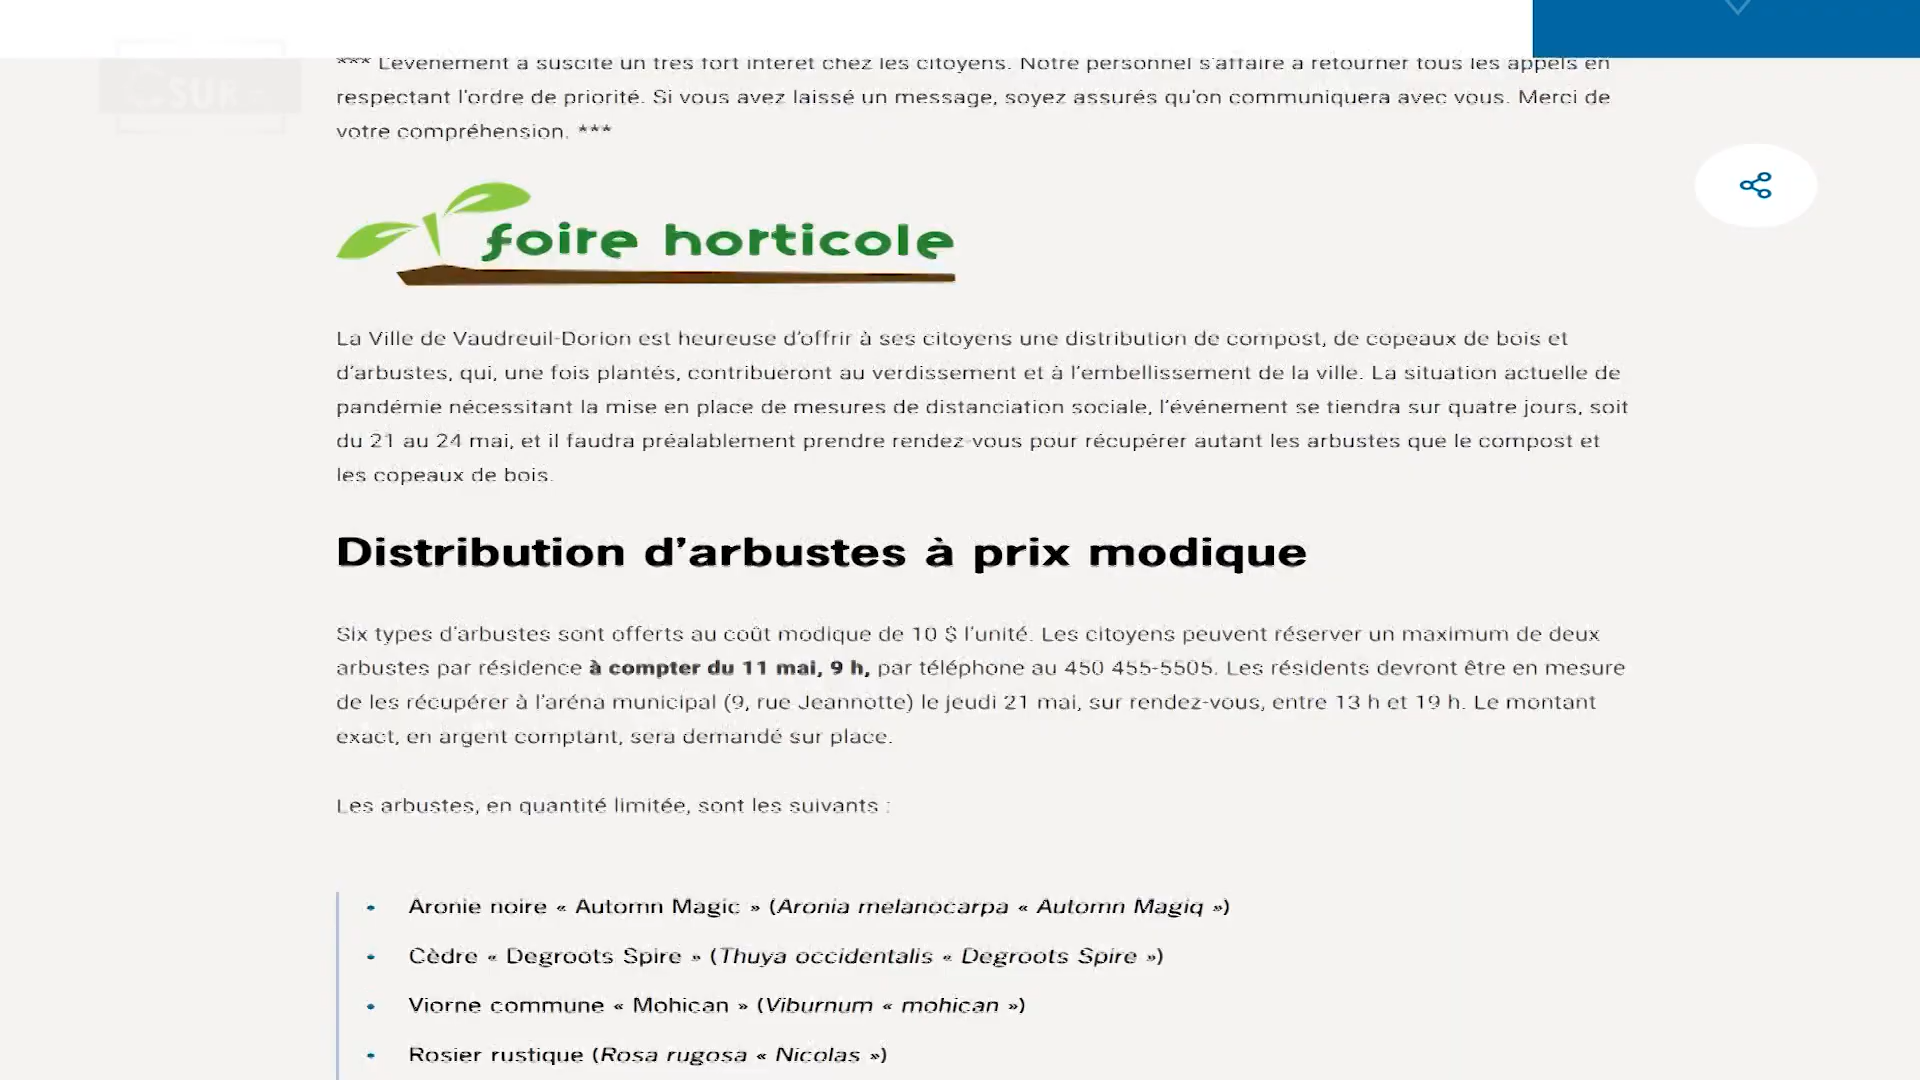 *** L'événement a suscité un très fort intérêt chez les citoyens. Notre personnel s'affaire à retourner tous les appels en
respectant l'ordre de priorité. Si vous avez laissé un message, soyez assurés qu'on communiquera avec vous. Merci de
votre compréhension. ***
CSUR
foire horticole
La Ville de Vaudreuil-Dorion est heureuse d'offrir à ses citoyens une distribution de compost, de copeaux de bois et
d'arbustes, qui, une fois plantés, contribueront au verdissement et à l'embellissement de la ville. La situation actuelle de
pandémie nécessitant la mise en place de mesures de distanciation sociale, l'événement se tiendra sur quatre jours, soit
du 21 au 24 mai, et il faudra préalablement prendre rendez-vous pour récupérer autant les arbustes que le compost et
les copeaux de bois.
Distribution d'arbustes à prix modique
Six types d'arbustes sont offerts au coût modique de 10 $ l'unité. Les citoyens peuvent réserver un maximum de deux
arbustes par résidence à compter du 11 mai, 9 h, par téléphone au 450 455-5505. Les résidents devront être en mesure
de les récupérer à l'aréna municipal (9, rue Jeannotte) le jeudi 21 mai, sur rendez-vous, entre 13 h et 19 h. Le montant
exact, en argent comptant, sera demandé sur place.
Les arbustes, en quantité limitée, sont les suivants :
• Aronie noire « Automn Magic » (Aronia melanocarpa « Automn Magiq »)
• Cèdre « Degroots Spire » (Thuya occidentalis « Degroots Spire »)
• Viorne commune « Mohican » (Viburnum « mohican »)
• Rosier rustique (Rosa rugosa « Nicolas »)